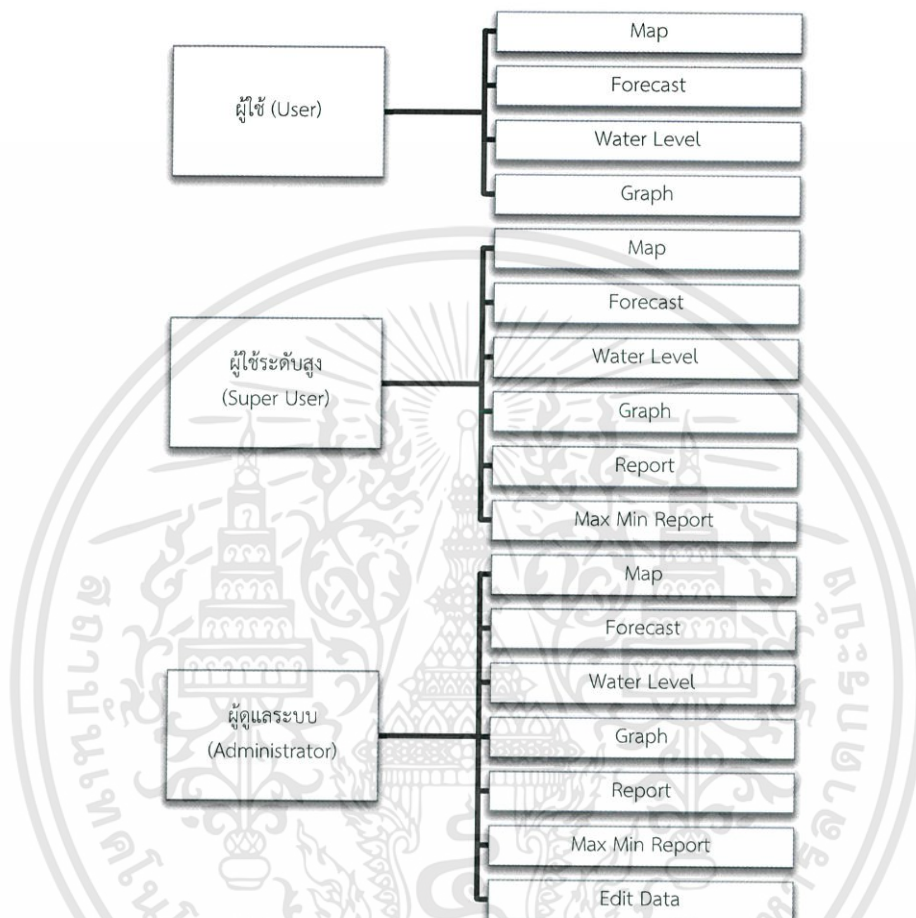 ผู้ใช้ (User)
Map
Forecast
Water Level
Graph
ผู้ใช้ระดับสูง
(Super User)
Map
Forecast
Water Level
Graph
Report
Max Min Report
ผู้ดูแลระบบ
(Administrator)
Map
Forecast
Water Level
Graph
Report
Max Min Report
Edit Data